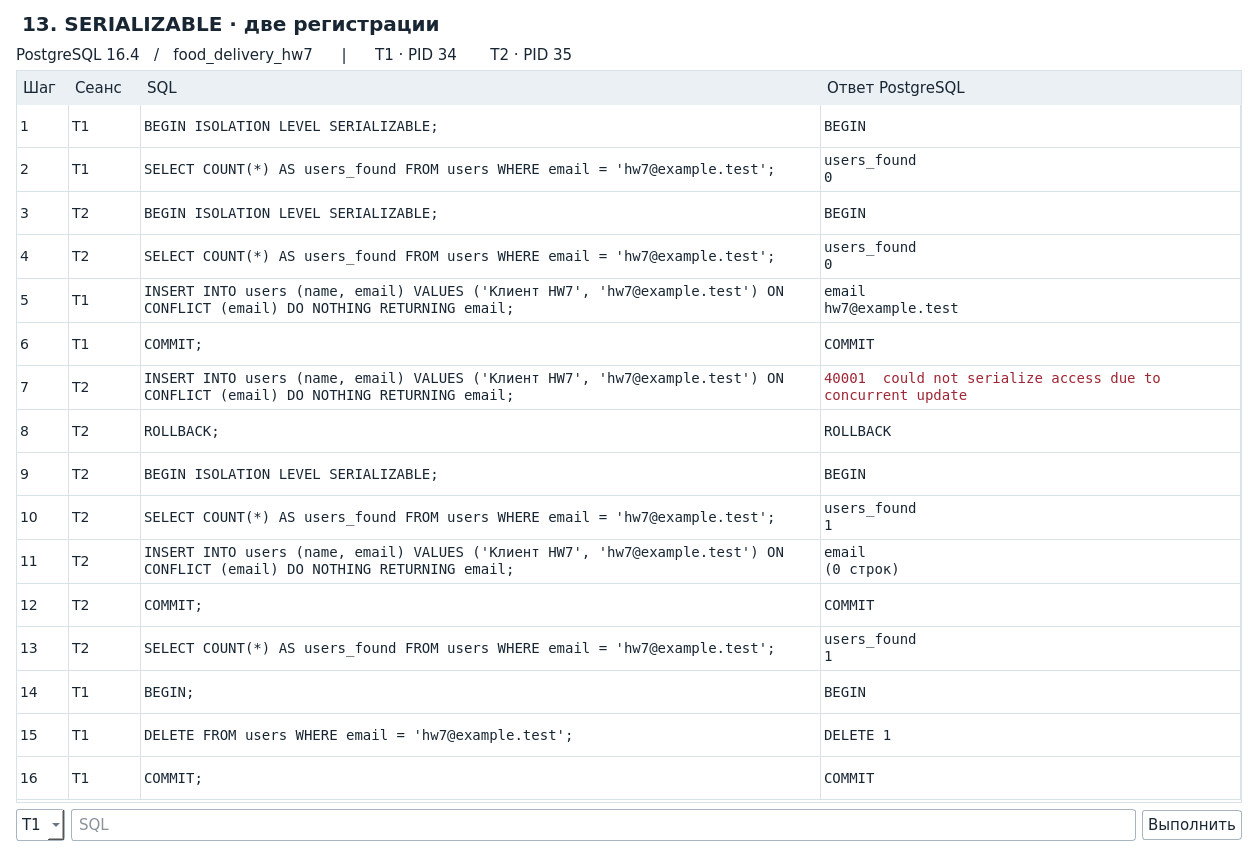 13. SERIALIZABLE · две регистрации
PostgreSQL 16.4 / food_delivery_hw7 | T1 · PID 34 T2 · PID 35
Шаг Сеанс SQL Ответ PostgreSQL
1 T1 BEGIN ISOLATION LEVEL SERIALIZABLE; BEGIN
2 T1 SELECT COUNT(*) AS users_found FROM users WHERE email = 'hw7@example.test'; users_found
0
3 T2 BEGIN ISOLATION LEVEL SERIALIZABLE; BEGIN
4 T2 SELECT COUNT(*) AS users_found FROM users WHERE email = 'hw7@example.test'; users_found
0
5 T1 INSERT INTO users (name, email) VALUES ('Клиент HW7', 'hw7@example.test') ON email
CONFLICT (email) DO NOTHING RETURNING email; hw7@example.test
6 T1 COMMIT; COMMIT
7 T2 INSERT INTO users (name, email) VALUES ('Клиент HW7', 'hw7@example.test') ON 40001 could not serialize access due to
CONFLICT (email) DO NOTHING RETURNING email; concurrent update
8 T2 ROLLBACK; ROLLBACK
9 T2 BEGIN ISOLATION LEVEL SERIALIZABLE; BEGIN
10 T2 SELECT COUNT(*) AS users_found FROM users WHERE email = 'hw7@example.test'; users_found
1
11 T2 INSERT INTO users (name, email) VALUES ('Клиент HW7', 'hw7@example.test') ON email
CONFLICT (email) DO NOTHING RETURNING email; (0 строк)
12 T2 COMMIT; COMMIT
13 T2 SELECT COUNT(*) AS users_found FROM users WHERE email = 'hw7@example.test'; users_found
1
14 T1 BEGIN; BEGIN
15 T1 DELETE FROM users WHERE email = 'hw7@example.test'; DELETE 1
16 T1 COMMIT; COMMIT
T1 SQL Выполнить